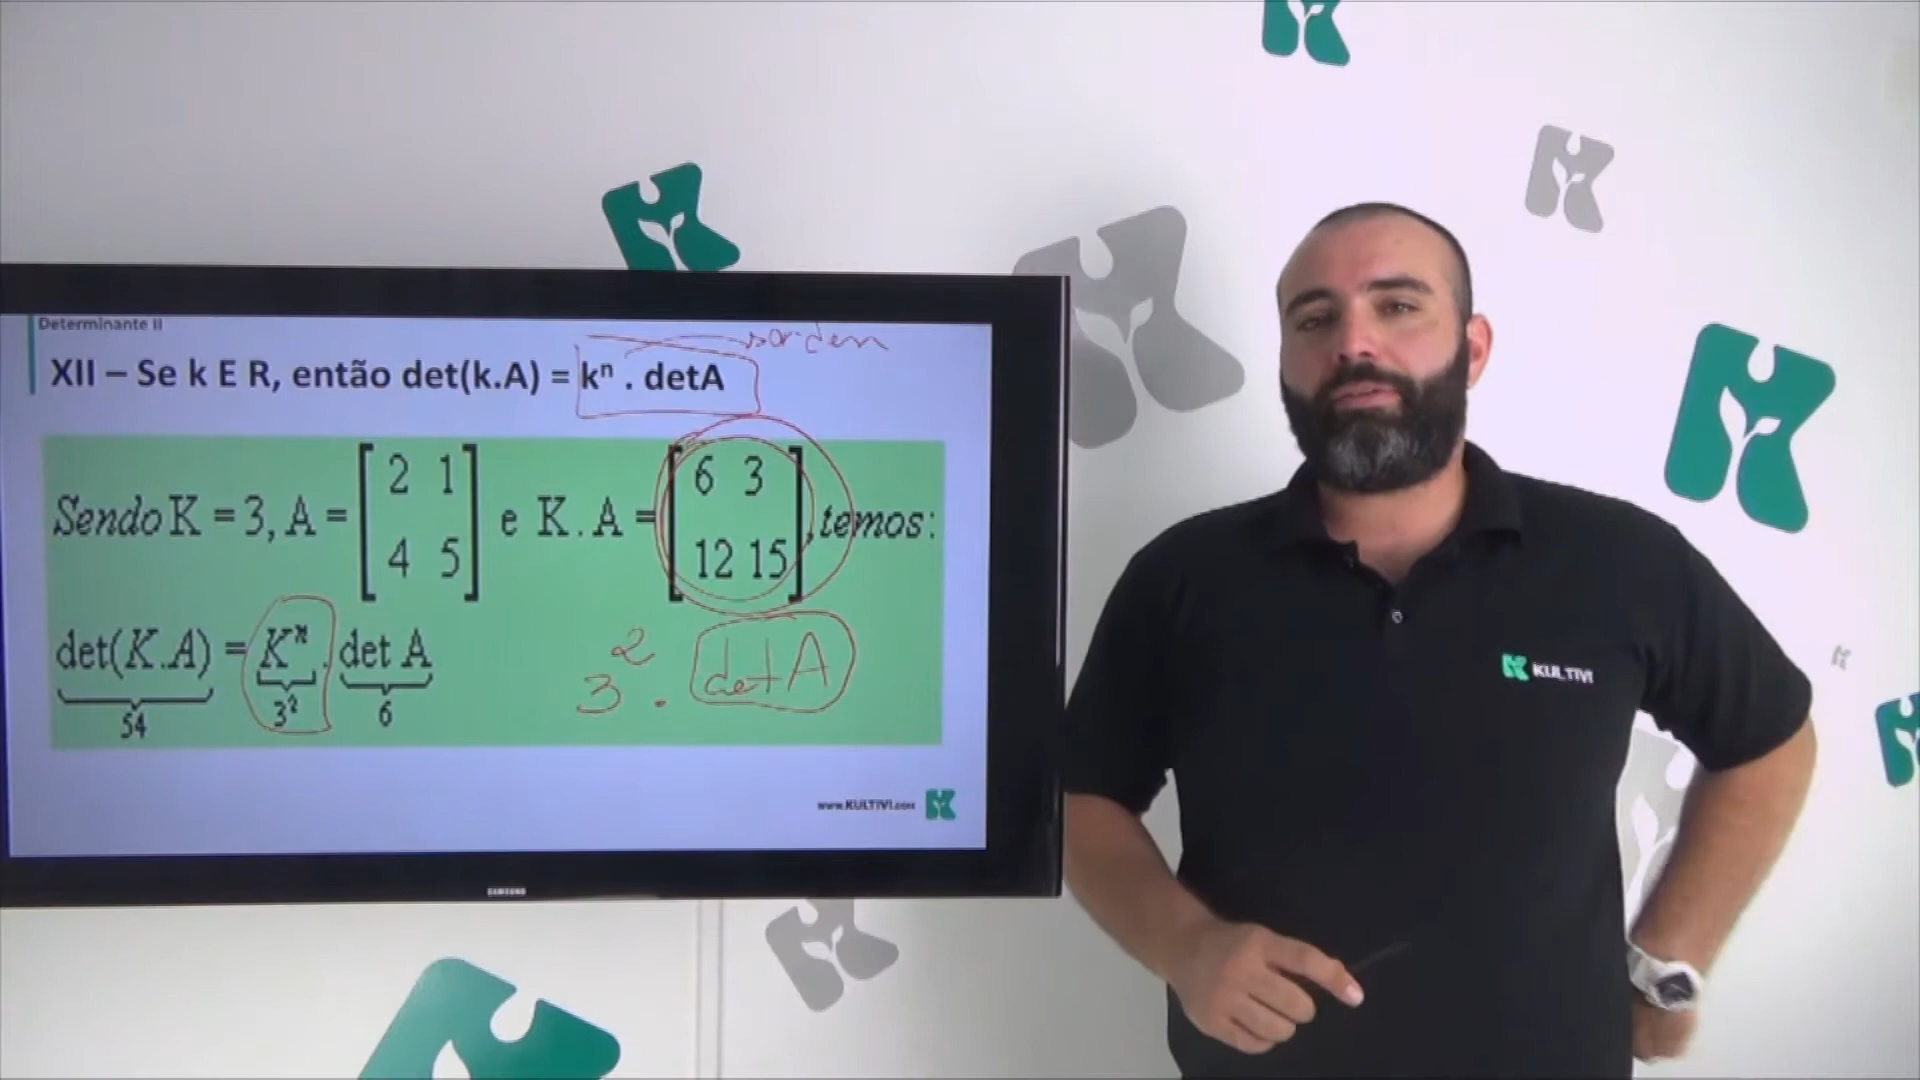 Determinante II
ordem
XII – Se k E R, então det(k.A) = kⁿ . detA
Sendo K = 3, A = [2 1
4 5] e K . A = [6 3
12 15], temos:
det(K.A) = Kⁿ . det A
54 3² 6
3² . det A
www.KULTIVI.com
SAMSUNG
KULTIVI